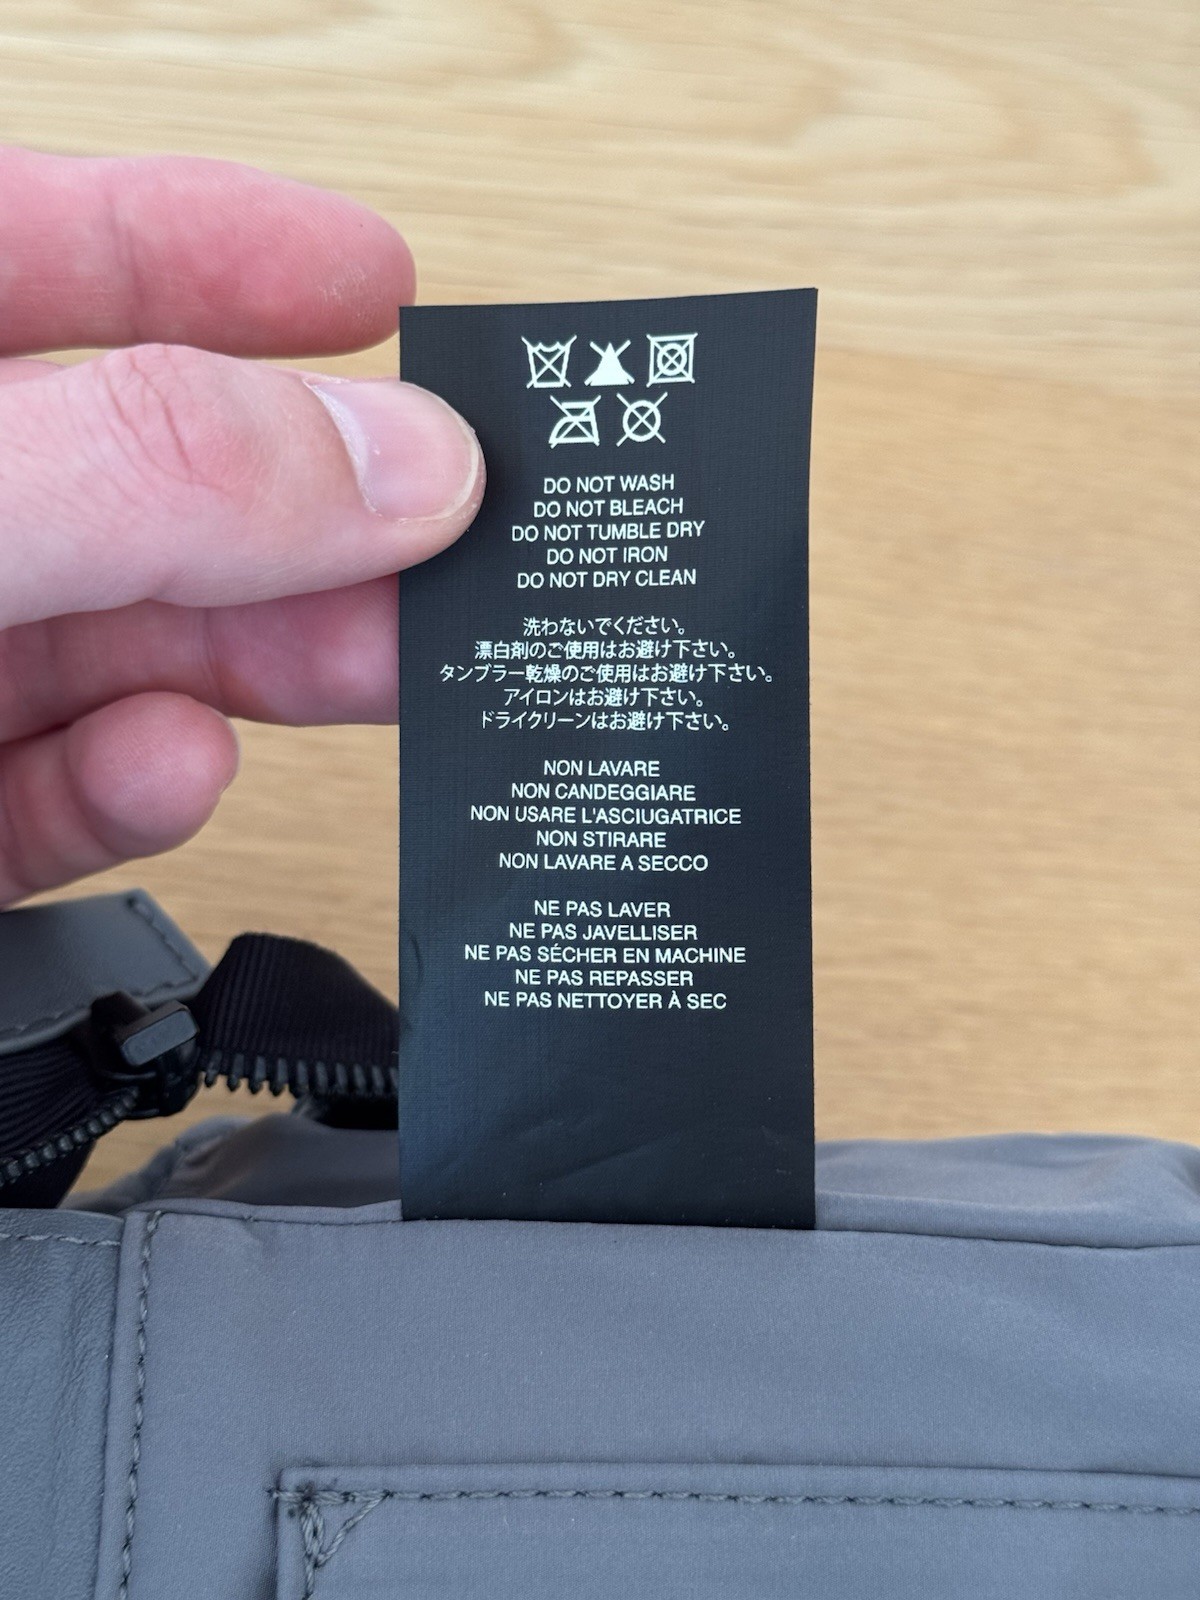 DO NOT WASH
DO NOT BLEACH
DO NOT TUMBLE DRY
DO NOT IRON
DO NOT DRY CLEAN
洗わないでください。
漂白剤のご使用はお避け下さい。
タンブラー乾燥のご使用はお避け下さい。
アイロンはお避け下さい。
ドライクリーンはお避け下さい。
NON LAVARE
NON CANDEGGIARE
NON USARE L'ASCIUGATRICE
NON STIRARE
NON LAVARE A SECCO
NE PAS LAVER
NE PAS JAVELLISER
NE PAS SÉCHER EN MACHINE
NE PAS REPASSER
NE PAS NETTOYER À SEC